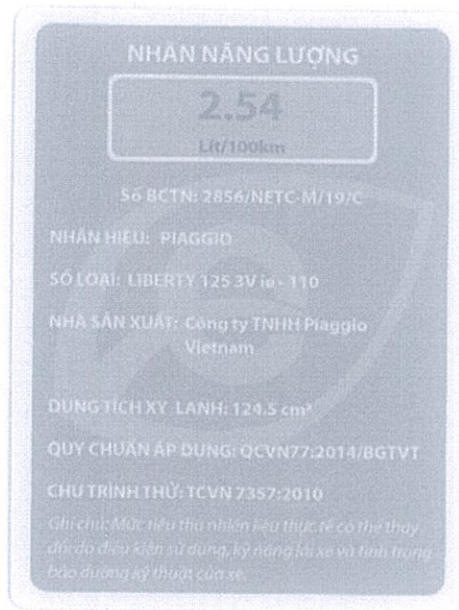 NHÃN NĂNG LƯỢNG
2.54
Lít/100km
Số BCTN: 2856/NETC-M/19/C
NHÃN HIỆU: PIAGGIO
SỐ LOẠI: LIBERTY 125 3V ie - 110
NHÀ SẢN XUẤT: Công ty TNHH Piaggio
Vietnam
DUNG TÍCH XY LANH: 124.5 cm³
QUY CHUẨN ÁP DỤNG: QCVN77:2014/BGTVT
CHU TRÌNH THỬ: TCVN 7357:2010
Ghi chú: Mức tiêu thụ nhiên liệu thực tế có thể thay
đổi do điều kiện sử dụng, kỹ năng lái xe và tình trạng
bảo dưỡng kỹ thuật của xe.